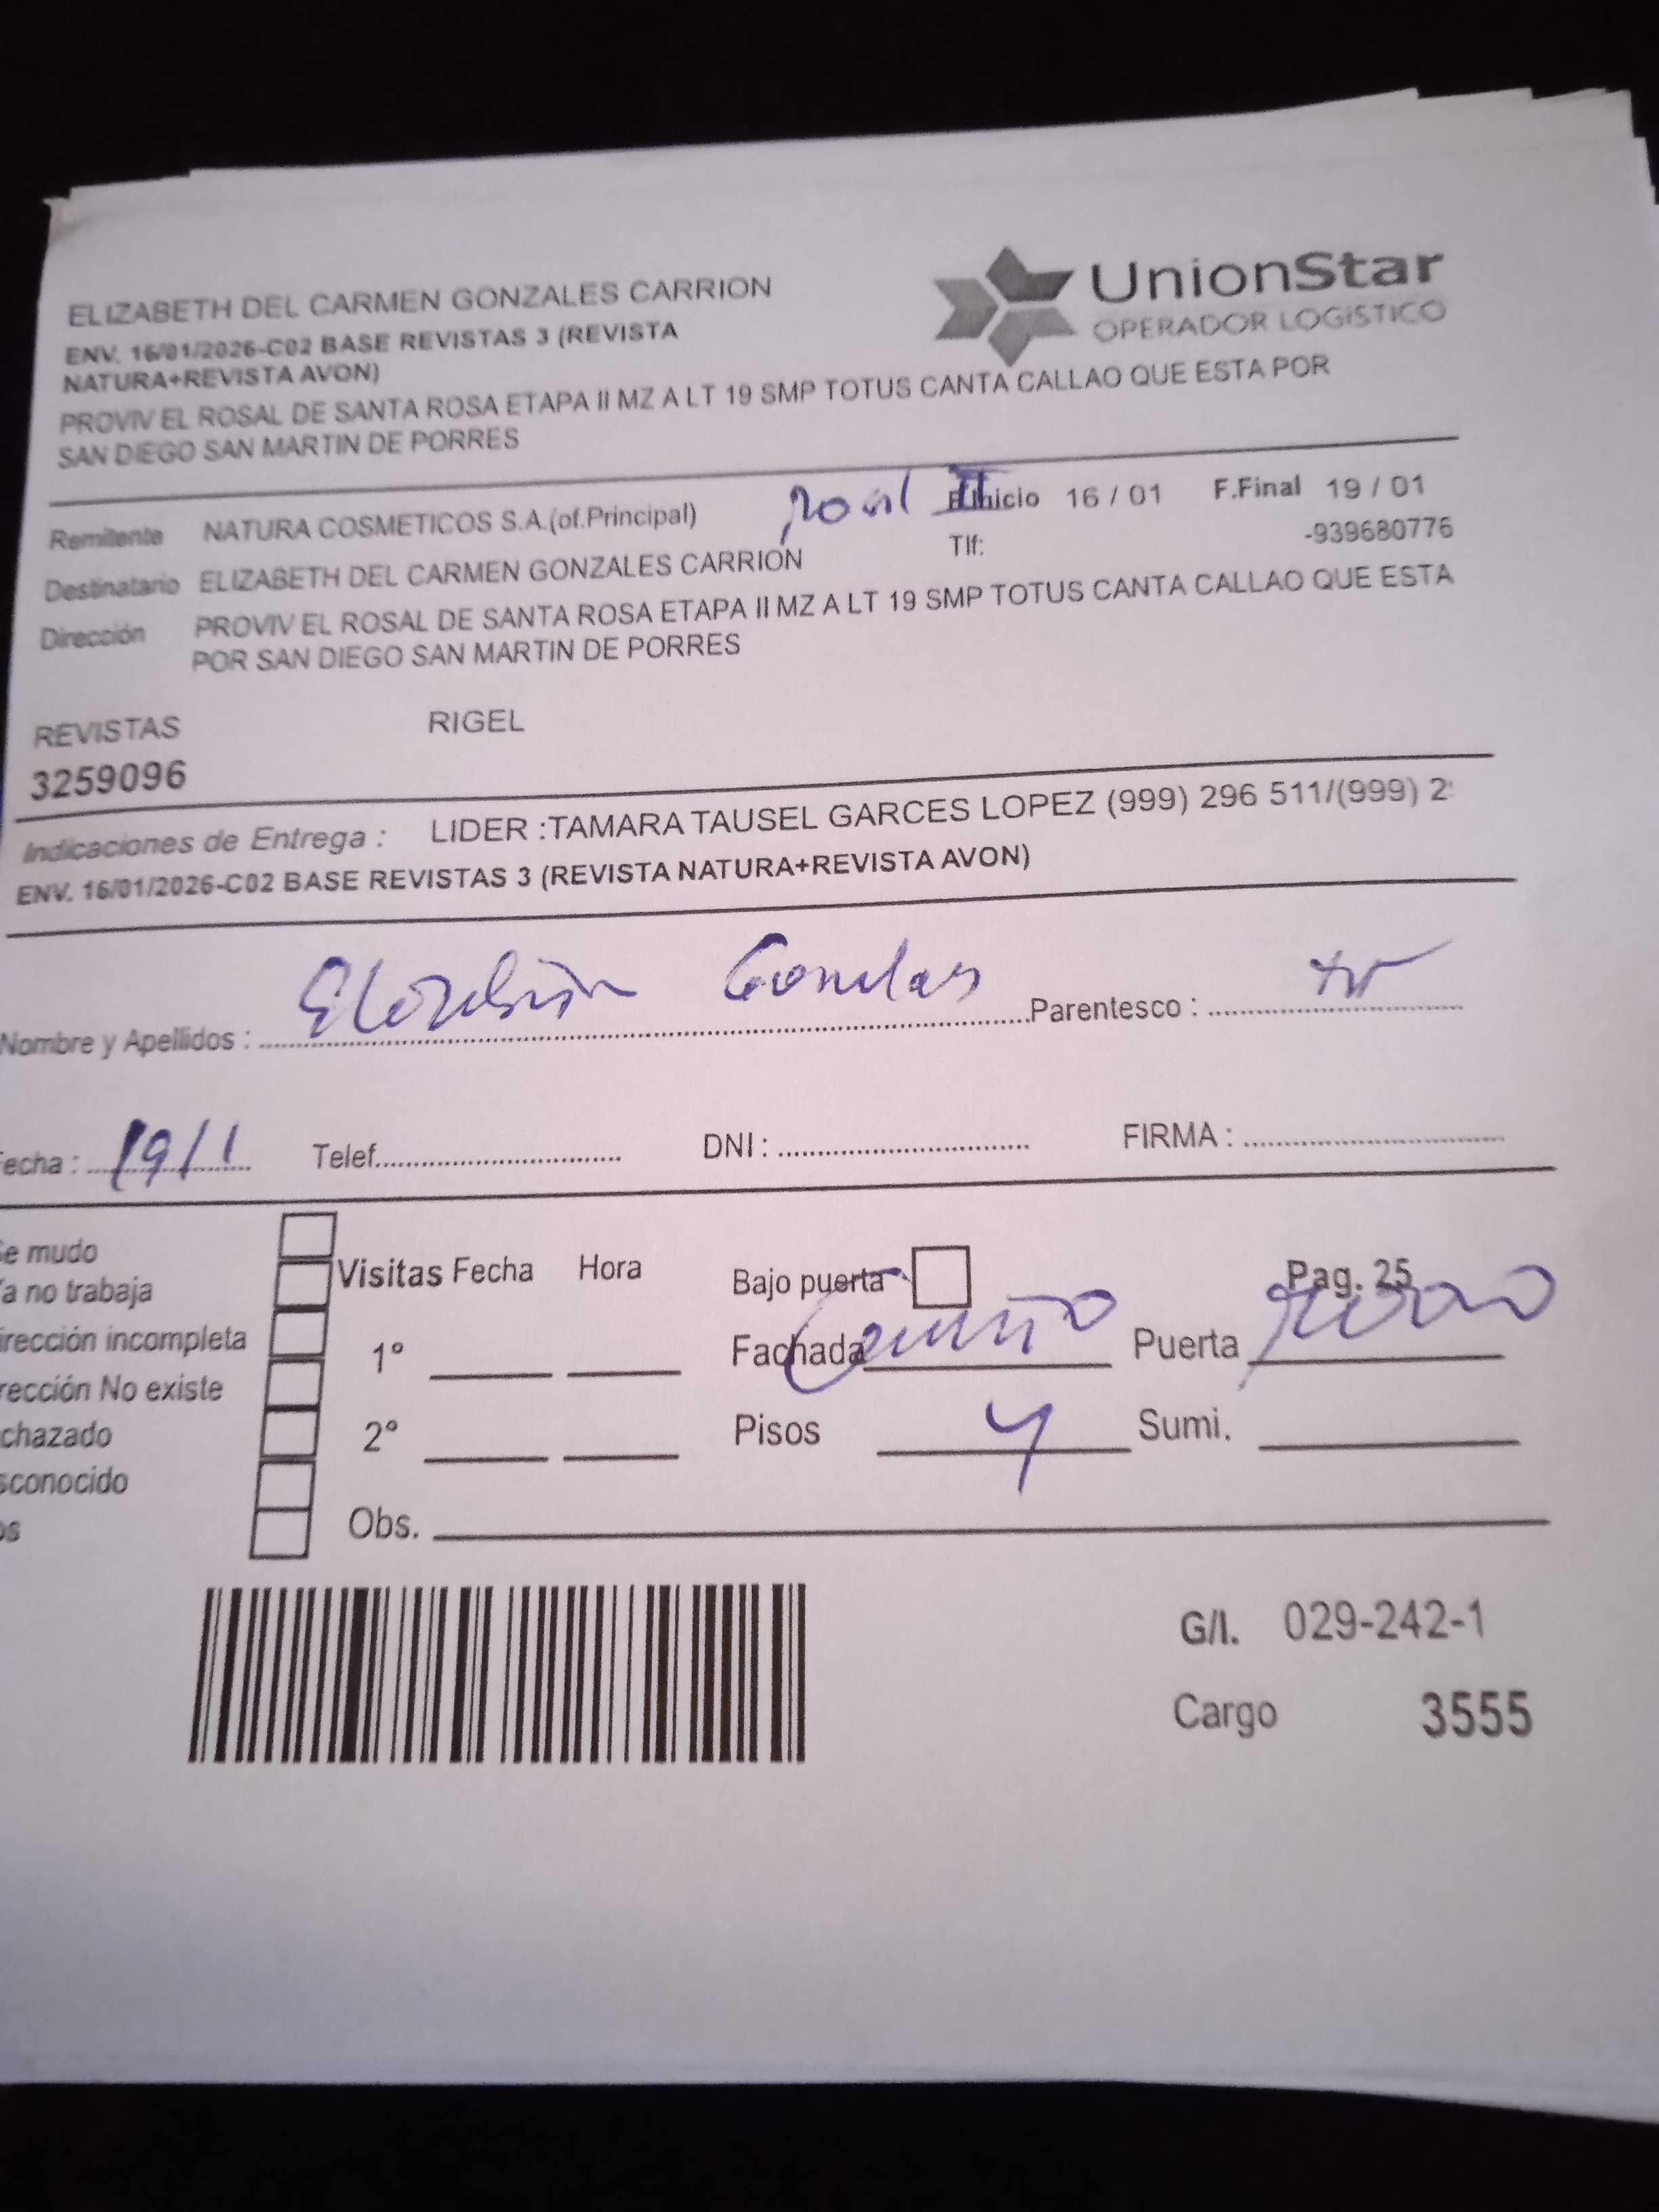 ELIZABETH DEL CARMEN GONZALES CARRION
UnionStar
OPERADOR LOGÍSTICO
ENV. 16/01/2026-C02 BASE REVISTAS 3 (REVISTA
NATURA+REVISTA AVON)
PROVIV EL ROSAL DE SANTA ROSA ETAPA II MZ A LT 19 SMP TOTUS CANTA CALLAO QUE ESTA POR
SAN DIEGO SAN MARTIN DE PORRES
Remitente NATURA COSMETICOS S.A.(of.Principal) II F.Inicio 16 / 01 F.Final 19 / 01
Tlf: -939680776
Destinatario ELIZABETH DEL CARMEN GONZALES CARRION
Dirección PROVIV EL ROSAL DE SANTA ROSA ETAPA II MZ A LT 19 SMP TOTUS CANTA CALLAO QUE ESTA
POR SAN DIEGO SAN MARTIN DE PORRES
REVISTAS RIGEL
3259096
Indicaciones de Entrega : LIDER :TAMARA TAUSEL GARCES LOPEZ (999) 296 511/(999) 2
ENV. 16/01/2026-C02 BASE REVISTAS 3 (REVISTA NATURA+REVISTA AVON)
Nombre y Apellidos : Parentesco :
echa : 19/1 Telef. DNI : FIRMA :
e mudo
a no trabaja
irección incompleta
rección No existe
chazado
sconocido
os
Visitas Fecha Hora
1°
2°
Obs.
Bajo puerta Pag. 25
Fachada Puerta
Pisos 4 Sumi.
G/I. 029-242-1
Cargo 3555